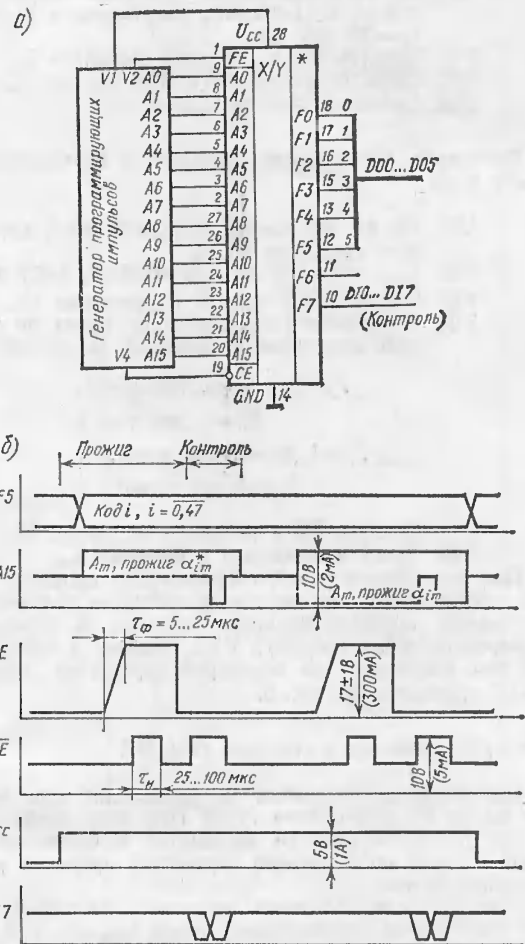 а)
Ucc 28
V1 V2
Генератор программирующих импульсов
1 FE X/Y *
A0 9 A0
A1 8 A1
A2 7 A2
A3 6 A3
A4 5 A4
A5 4 A5
A6 3 A6
A7 2 A7
A8 27 A8
A9 26 A9
A10 25 A10
A11 24 A11
A12 23 A12
A13 22 A13
A14 21 A14
A15 20 A15
V4 19 CE
GND 14
F0 18 0
F1 17 1
F2 16 2
F3 15 3
F4 13 4
F5 12 5
F6 11
F7 10
DO0...DO5
DI0...DI7
(Контроль)
б)
Прожиг Контроль
F5
Код i, i = 0,47
A15
Am, прожиг α*im
10В (2мА)
Am, прожиг αim
τф = 5...25 мкс
E
17±1В (300мА)
E
τи 25...100 мкс
10В (5мА)
cc
5В (1А)
7